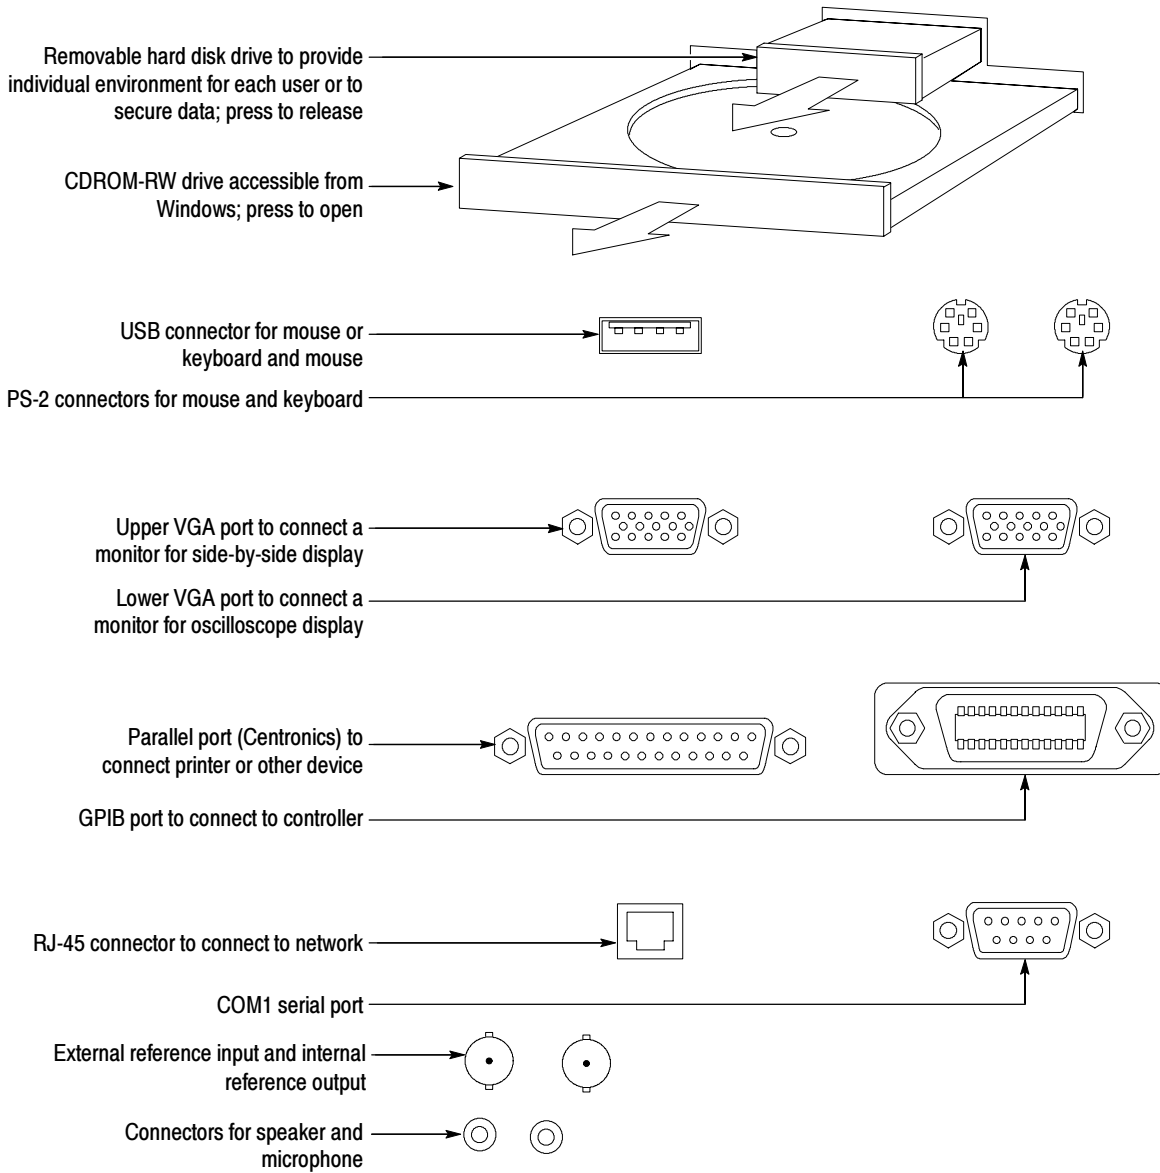 Removable hard disk drive to provide
individual environment for each user or to
secure data; press to release
CDROM-RW drive accessible from
Windows; press to open
USB connector for mouse or
keyboard and mouse
PS-2 connectors for mouse and keyboard
Upper VGA port to connect a
monitor for side-by-side display
Lower VGA port to connect a
monitor for oscilloscope display
Parallel port (Centronics) to
connect printer or other device
GPIB port to connect to controller
RJ-45 connector to connect to network
COM1 serial port
External reference input and internal
reference output
Connectors for speaker and
microphone